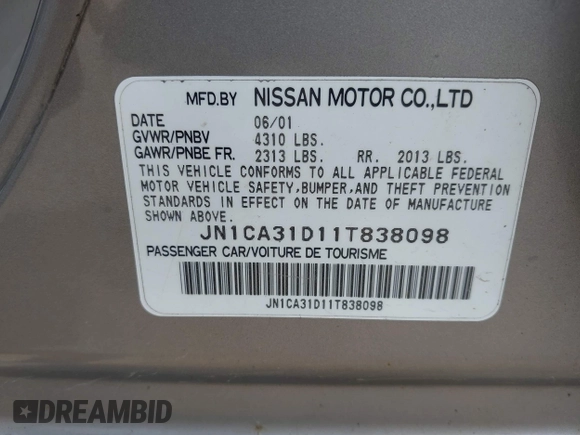 MFD.BY NISSAN MOTOR CO.,LTD
DATE 06/01
GVWR/PNBV 4310 LBS.
GAWR/PNBE FR. 2313 LBS. RR. 2013 LBS.
THIS VEHICLE CONFORMS TO ALL APPLICABLE FEDERAL
MOTOR VEHICLE SAFETY,BUMPER,AND THEFT PREVENTION
STANDARDS IN EFFECT ON THE DATE OF MANUFACTURE
SHOWN ABOVE.
JN1CA31D11T838098
PASSENGER CAR/VOITURE DE TOURISME
JN1CA31D11T838098
DREAMBID